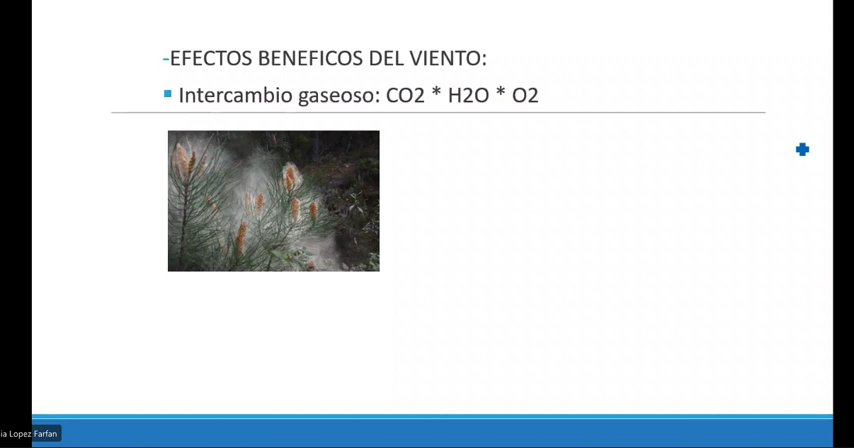 -EFECTOS BENEFICOS DEL VIENTO:
Intercambio gaseoso: CO2 * H2O * O2
ia Lopez Farfan